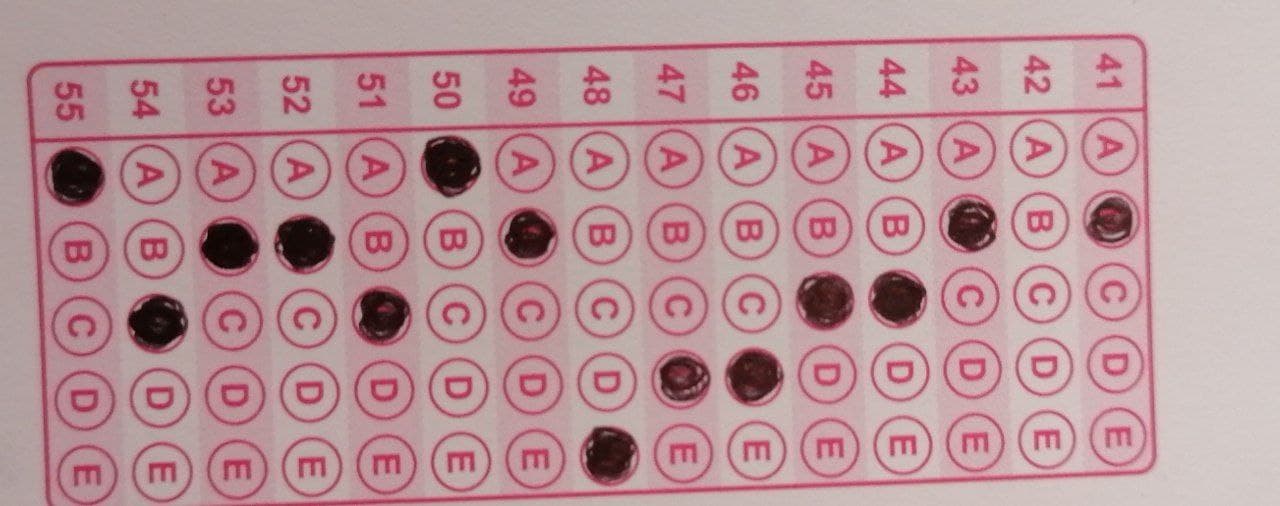 41 A C D E
42 A B C D E
43 A C D E
44 A B D E
45 A B D E
46 A B C E
47 A B C E
48 A B C D
49 A C D E
50 B C D E
51 A B D E
52 A C D E
53 A C D E
54 A B D E
55 B C D E